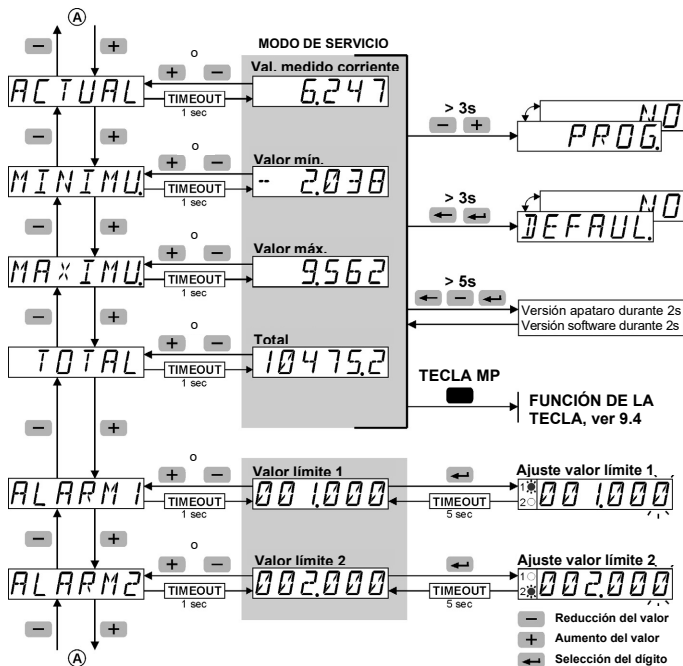 A
− +
o
MODO DE SERVICIO
+ −
Val. medido corriente
ACTUAL
TIMEOUT
1 sec
6.247
> 3s
− +
NO
PROG.
− +
o
+ −
Valor mín.
MINIMU.
TIMEOUT
1 sec
- 2.038
> 3s
← ↵
NO
DEFAUL.
− +
o
+ −
Valor máx.
MAXIMU.
TIMEOUT
1 sec
9.562
> 5s
← − ↵
Versión apataro durante 2s
Versión software durante 2s
− +
o
+ −
Total
TOTAL
TIMEOUT
1 sec
10475.2
TECLA MP
FUNCIÓN DE LA
TECLA, ver 9.4
− +
o
+ −
Valor límite 1
ALARM1
TIMEOUT
1 sec
001.000
↵
TIMEOUT
5 sec
Ajuste valor límite 1
1
2
001.000
− +
o
+ −
Valor límite 2
ALARM2
TIMEOUT
1 sec
002.000
↵
TIMEOUT
5 sec
Ajuste valor límite 2
1
2
002.000
− +
A
− Reducción del valor
+ Aumento del valor
↵ Selección del dígito